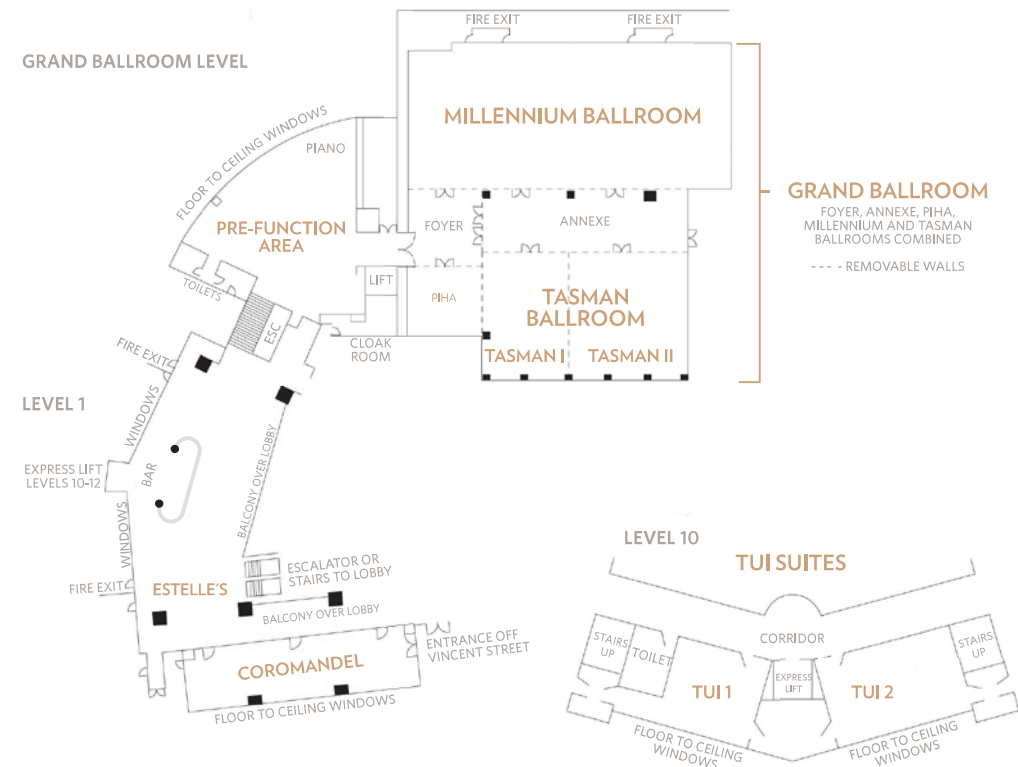 GRAND BALLROOM LEVEL
FIRE EXIT
FIRE EXIT
MILLENNIUM BALLROOM
FLOOR TO CEILING WINDOWS
PIANO
PRE-FUNCTION
AREA
FOYER
ANNEXE
GRAND BALLROOM
FOYER, ANNEXE, PIHA,
MILLENNIUM AND TASMAN
BALLROOMS COMBINED
---- REMOVABLE WALLS
TOILETS
LIFT
PIHA
TASMAN
BALLROOM
ESC
CLOAK
ROOM
TASMAN I
TASMAN II
FIRE EXIT
LEVEL 1
WINDOWS
EXPRESS LIFT
LEVELS 10-12
BAR
BALCONY OVER LOBBY
WINDOWS
FIRE EXIT
ESTELLE'S
ESCALATOR OR
STAIRS TO LOBBY
BALCONY OVER LOBBY
ENTRANCE OFF
VINCENT STREET
COROMANDEL
FLOOR TO CEILING WINDOWS
LEVEL 10
TUI SUITES
CORRIDOR
STAIRS
UP
TOILET
EXPRESS
LIFT
STAIRS
UP
TUI 1
TUI 2
FLOOR TO CEILING
WINDOWS
FLOOR TO CEILING
WINDOWS